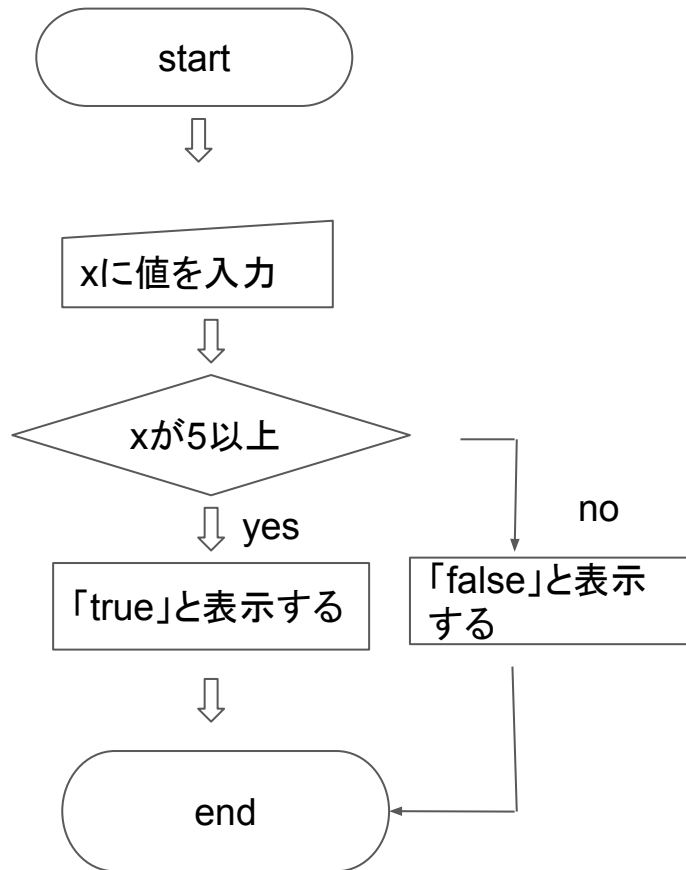 start
xに値を入力
xが5以上
yes
no
「true」と表示する
「false」と表示
する
end